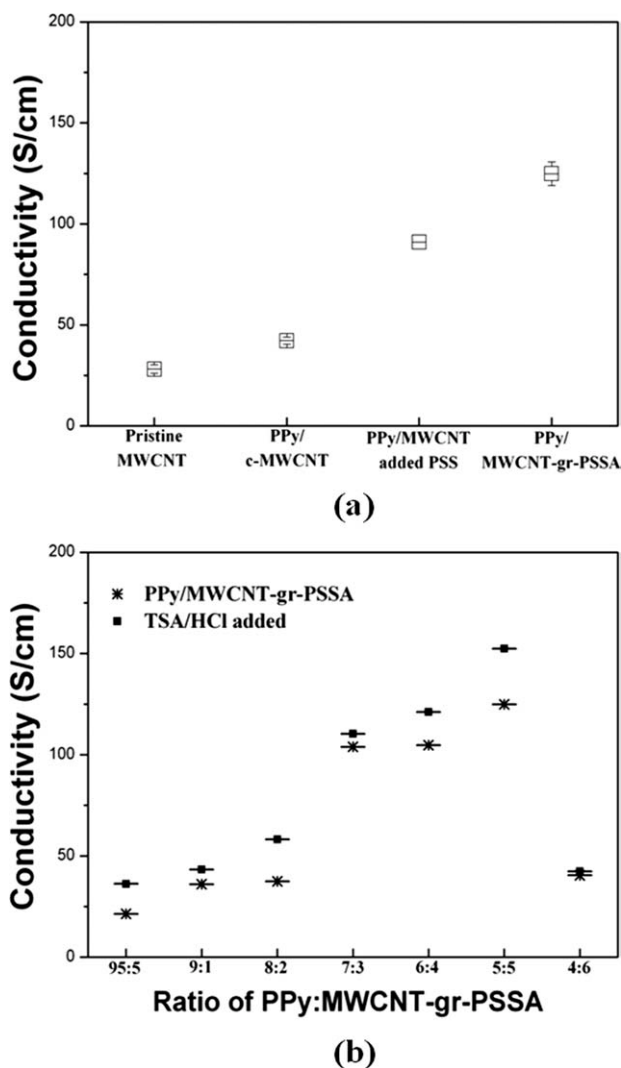 200
150
100
50
0
Conductivity (S/cm)
Pristine
MWCNT
PPy/
c-MWCNT
PPy/MWCNT
added PSS
PPy/
MWCNT-gr-PSSA
(a)
200
150
100
50
0
Conductivity (S/cm)
PPy/MWCNT-gr-PSSA
TSA/HCl added
95:5 9:1 8:2 7:3 6:4 5:5 4:6
Ratio of PPy:MWCNT-gr-PSSA
(b)